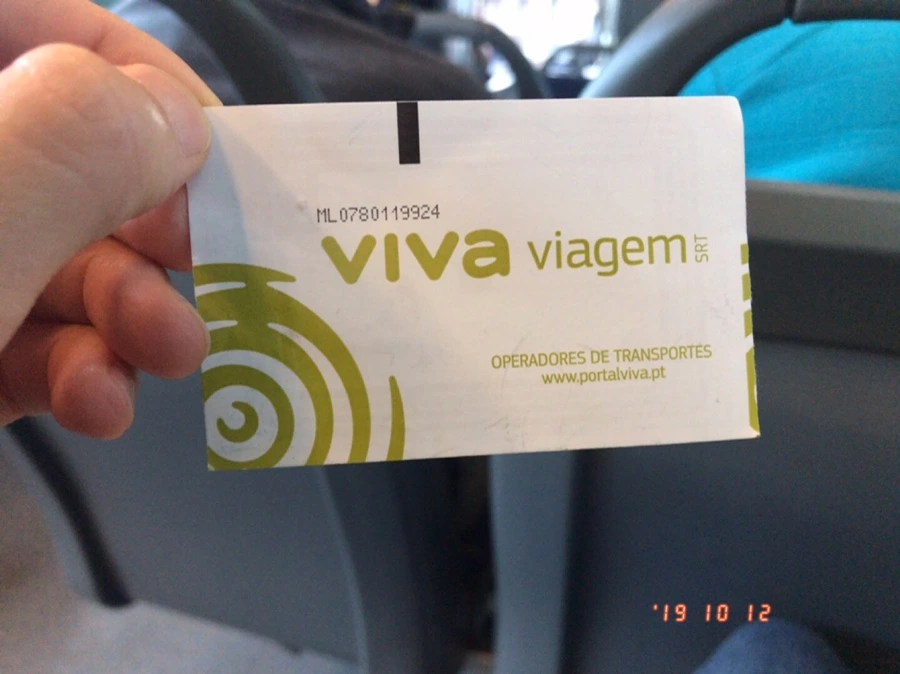 ML0780119924
viva viagem SRT
OPERADORES DE TRANSPORTES
www.portalviva.pt
'19 10 12